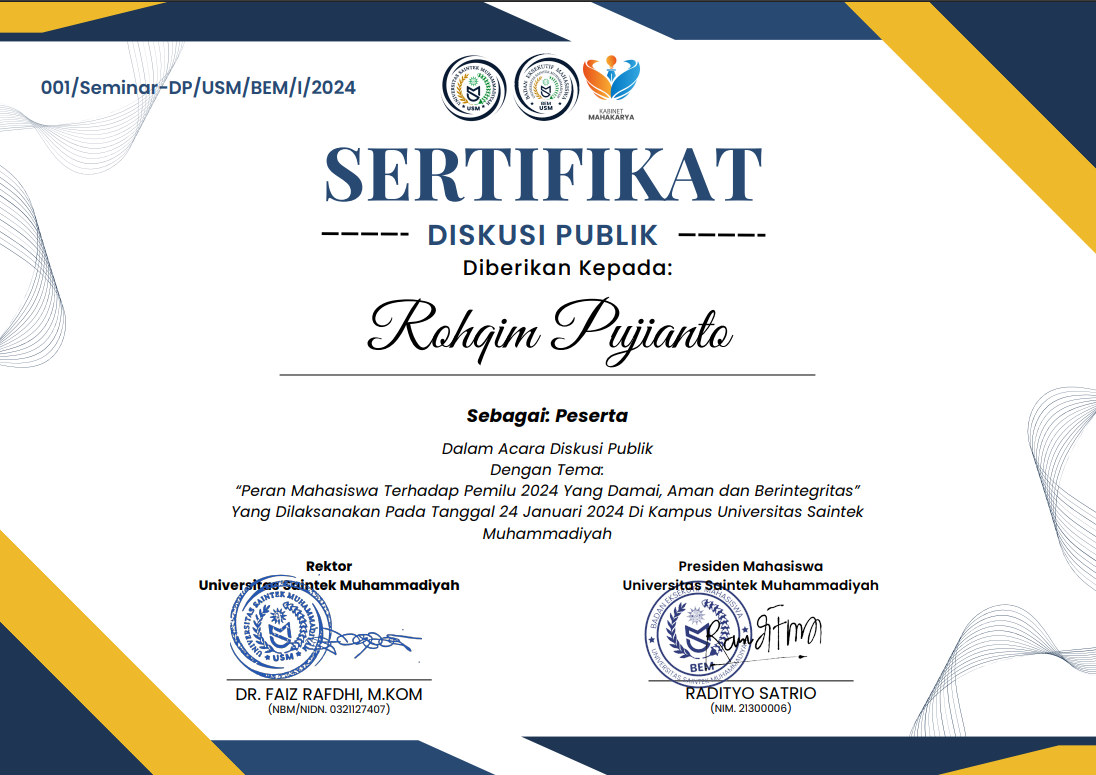 001/Seminar-DP/USM/BEM/I/2024
UNIVERSITAS SAINTEK MUHAMMADIYAH
USM
BADAN EKSEKUTIF MAHASISWA
BEM
USM
KABINET
MAHAKARYA
SERTIFIKAT
DISKUSI PUBLIK
Diberikan Kepada:
Rohqim Pujianto
Sebagai: Peserta
Dalam Acara Diskusi Publik
Dengan Tema:
“Peran Mahasiswa Terhadap Pemilu 2024 Yang Damai, Aman dan Berintegritas”
Yang Dilaksanakan Pada Tanggal 24 Januari 2024 Di Kampus Universitas Saintek
Muhammadiyah
Rektor
Universitas Saintek Muhammadiyah
UNIVERSITAS SAINTEK MUHAMMADIYAH
USM
DR. FAIZ RAFDHI, M.KOM
(NBM/NIDN. 0321127407)
Presiden Mahasiswa
Universitas Saintek Muhammadiyah
BADAN EKSEKUTIF MAHASISWA
UNIVERSITAS SAINTEK MUHAMMADIYAH
BEM
RADITYO SATRIO
(NIM. 21300006)